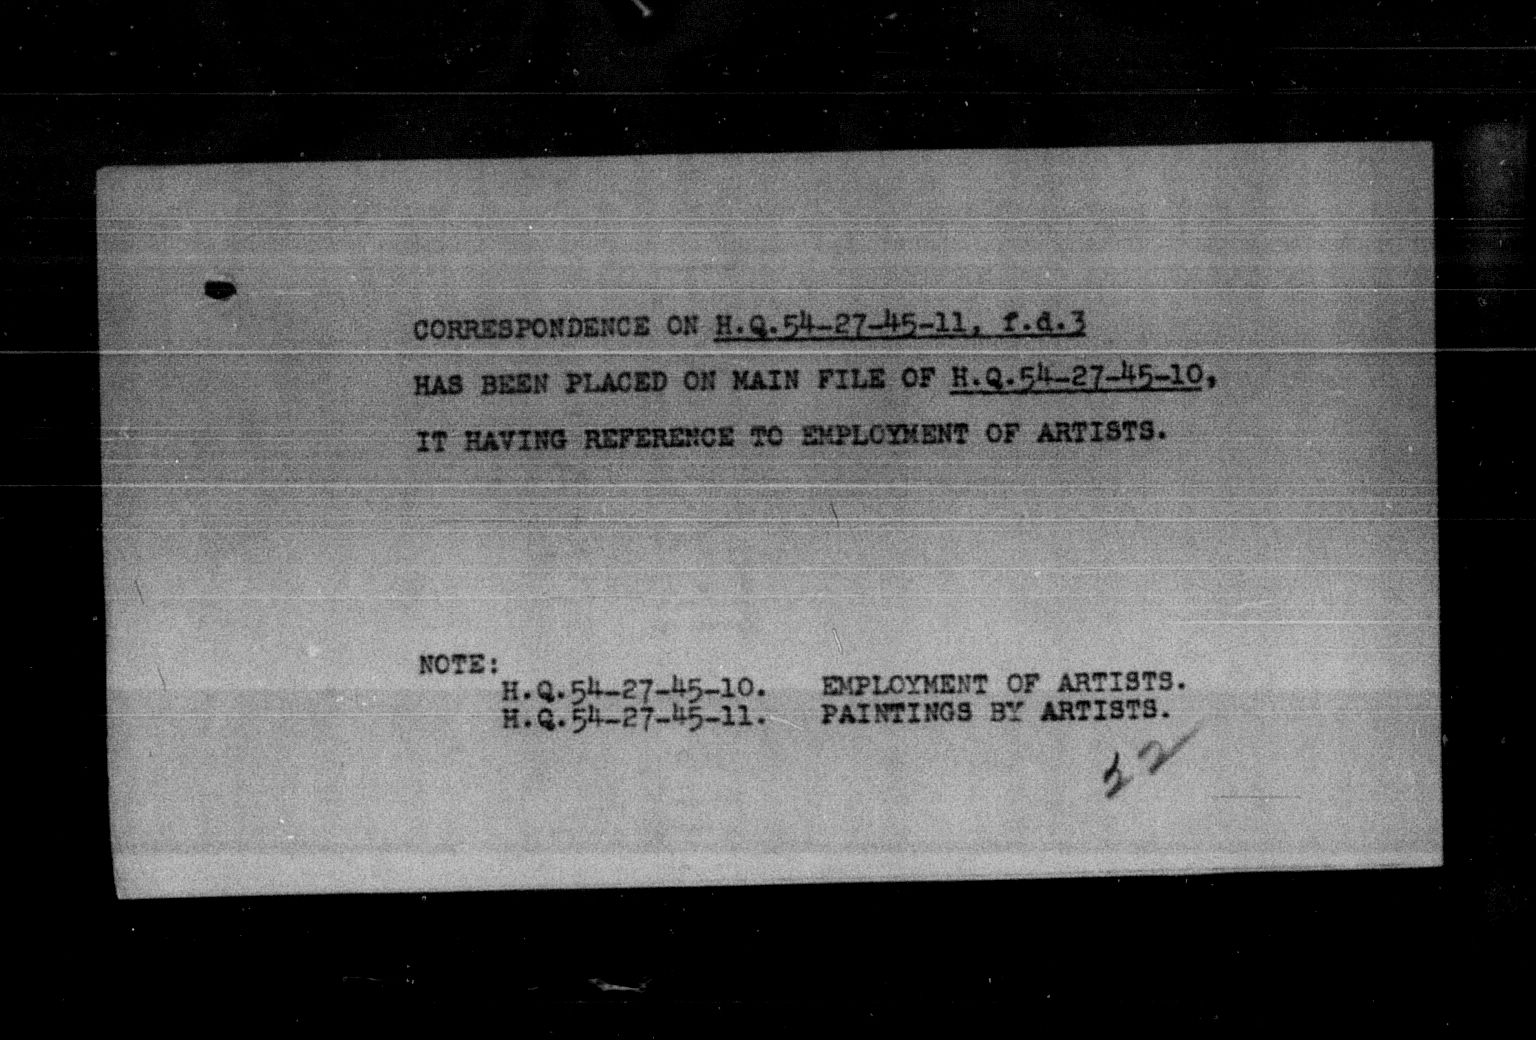 CORRESPONDENCE ON H.Q.54-27-45-11, f.d.3
HAS BEEN PLACED ON MAIN FILE OF H.Q.54-27-45-10,
IT HAVING REFERENCE TO EMPLOYMENT OF ARTISTS.
NOTE:
H.Q.54-27-45-10. EMPLOYMENT OF ARTISTS.
H.Q.54-27-45-11. PAINTINGS BY ARTISTS.